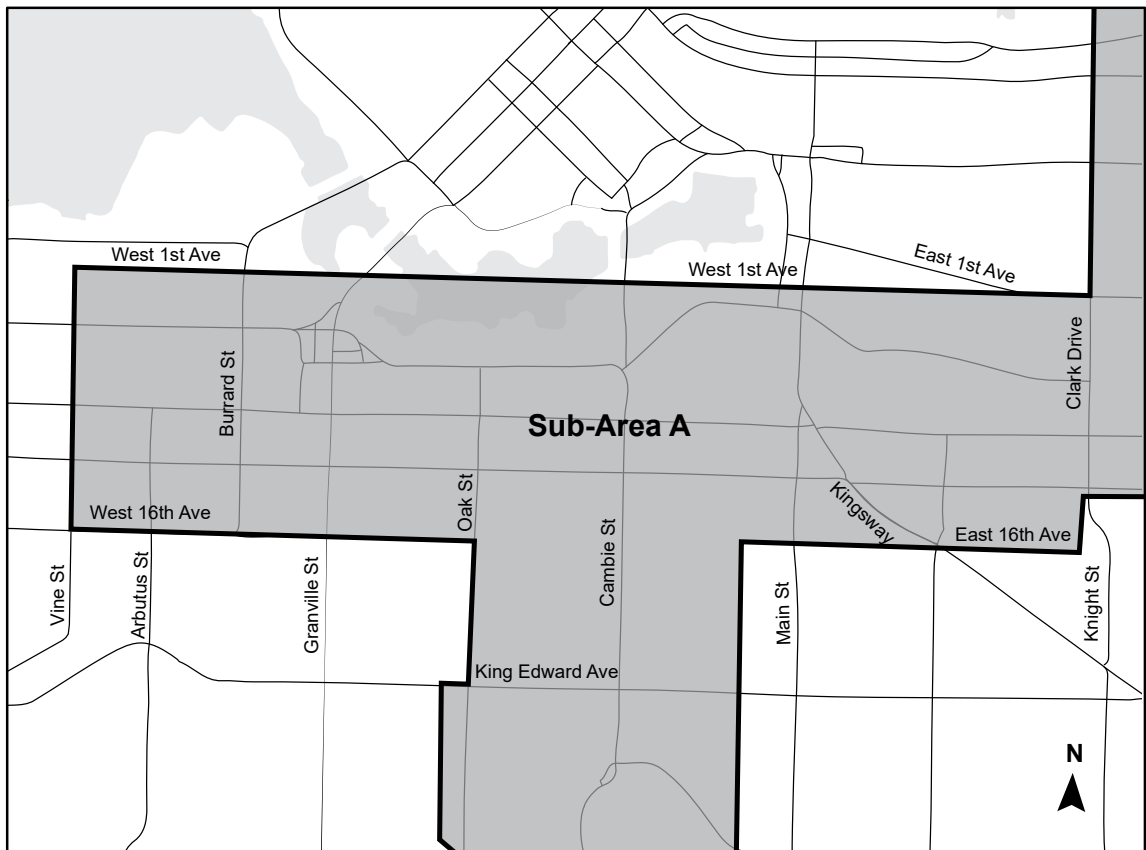 West 1st Ave
West 1st Ave
East 1st Ave
Burrard St
Clark Drive
Sub-Area A
West 16th Ave
Oak St
Cambie St
Kingsway
East 16th Ave
Vine St
Arbutus St
Granville St
Main St
Knight St
King Edward Ave
N